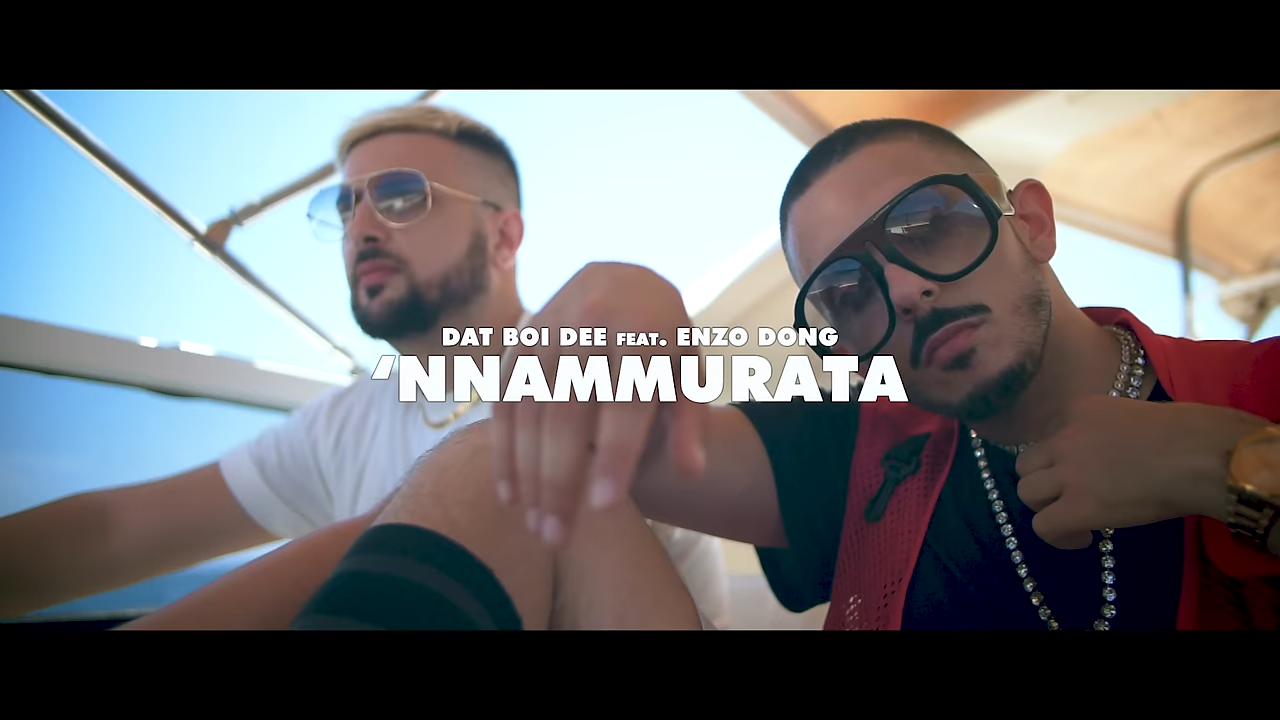 DAT BOI DEE FEAT. ENZO DONG
‘NNAMMURATA